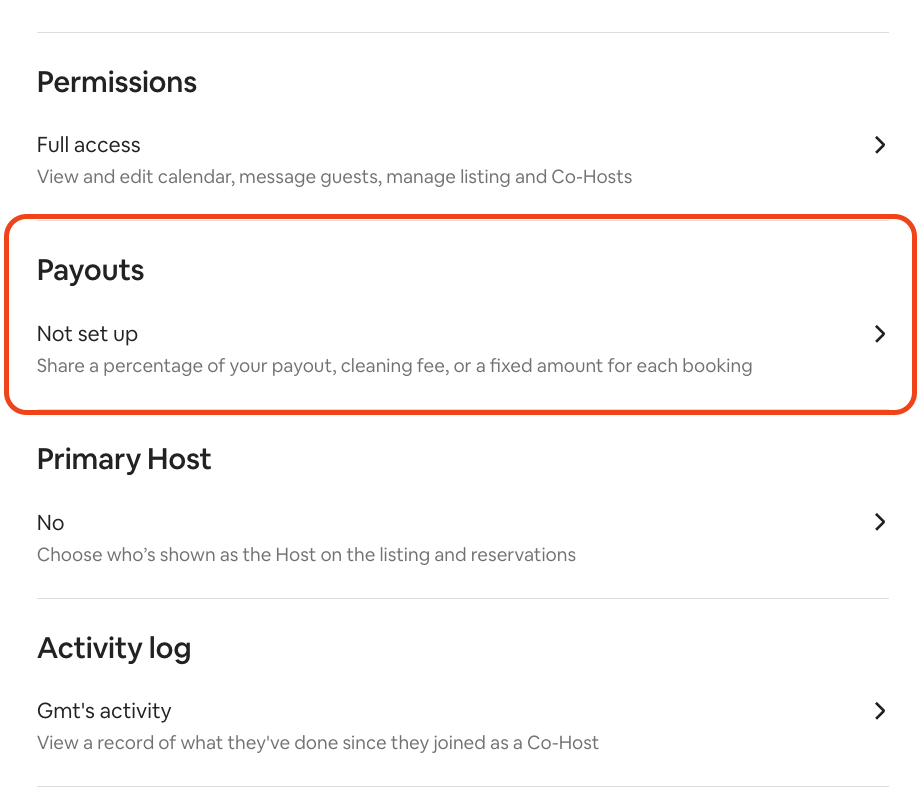 Permissions
Full access
View and edit calendar, message guests, manage listing and Co-Hosts
Payouts
Not set up
Share a percentage of your payout, cleaning fee, or a fixed amount for each booking
Primary Host
No
Choose who’s shown as the Host on the listing and reservations
Activity log
Gmt's activity
View a record of what they've done since they joined as a Co-Host